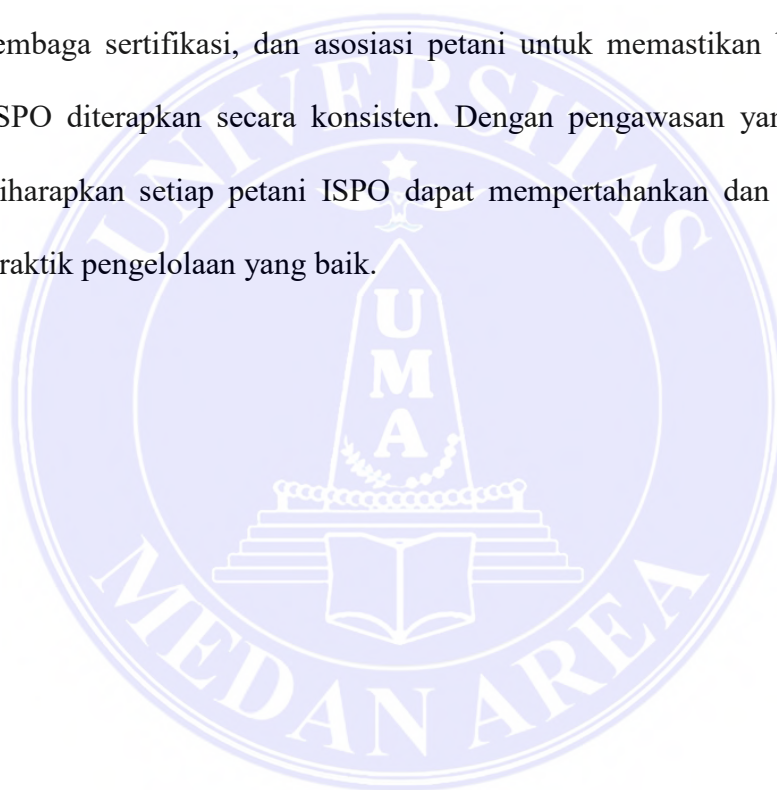 embaga sertifikasi, dan asosiasi petani untuk memastikan
SPO diterapkan secara konsisten. Dengan pengawasan yan
iharapkan setiap petani ISPO dapat mempertahankan dan
raktik pengelolaan yang baik.
UNIVERSITAS
UMA
MEDAN AREA